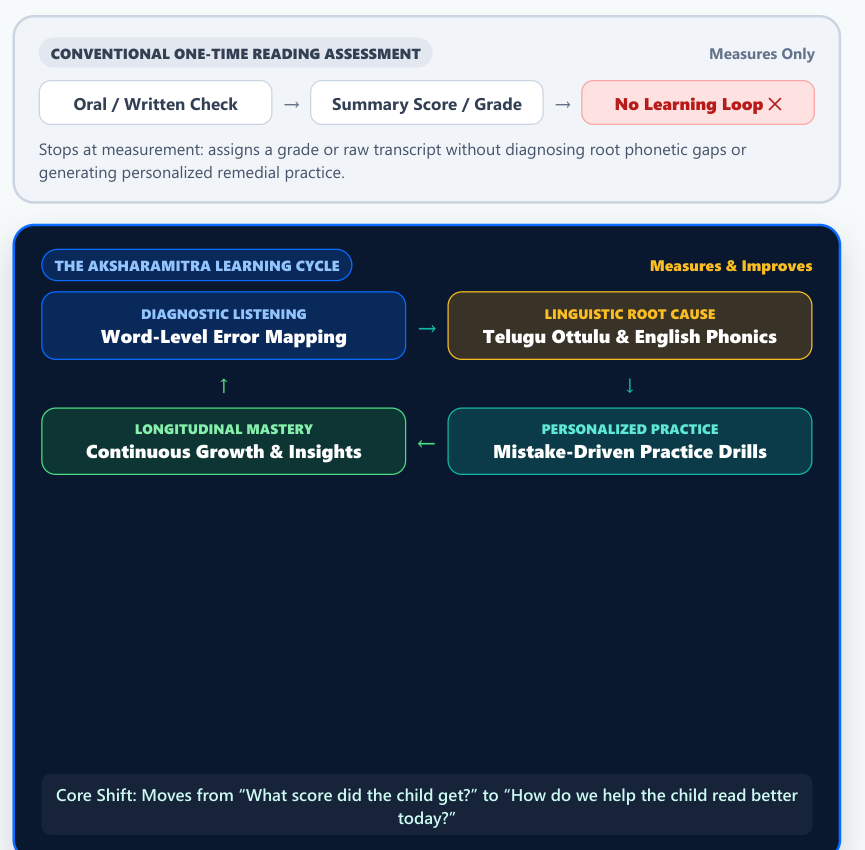 CONVENTIONAL ONE-TIME READING ASSESSMENT
Measures Only
Oral / Written Check → Summary Score / Grade → No Learning Loop ✕
Stops at measurement: assigns a grade or raw transcript without diagnosing root phonetic gaps or
generating personalized remedial practice.
THE AKSHARAMITRA LEARNING CYCLE
Measures & Improves
DIAGNOSTIC LISTENING
Word-Level Error Mapping
→
LINGUISTIC ROOT CAUSE
Telugu Ottulu & English Phonics
↑
↓
LONGITUDINAL MASTERY
Continuous Growth & Insights
←
PERSONALIZED PRACTICE
Mistake-Driven Practice Drills
Core Shift: Moves from “What score did the child get?” to “How do we help the child read better
today?”